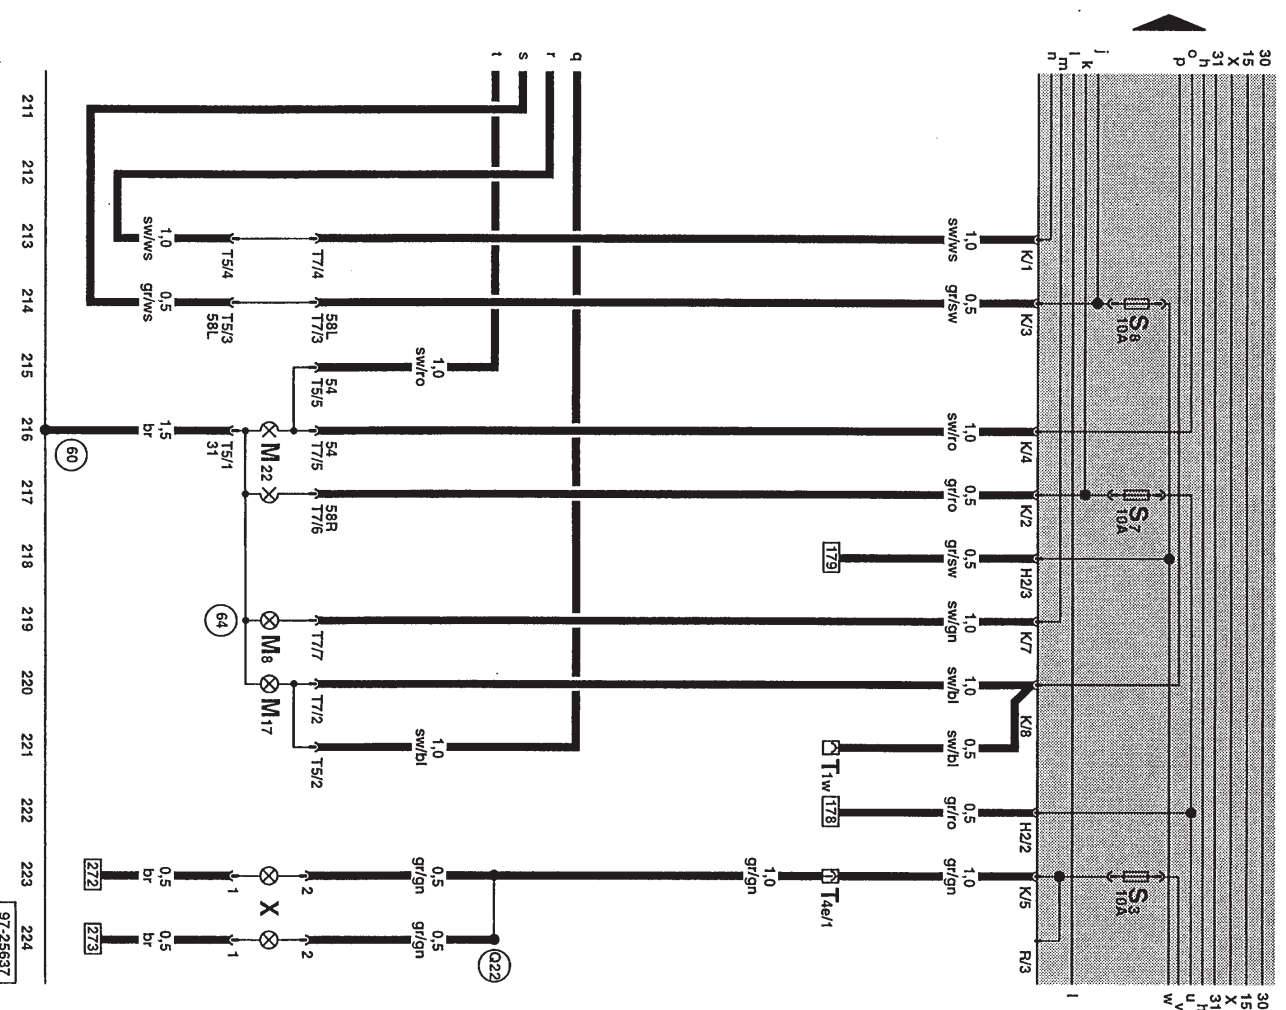 30
15
X
31
h
o
p
j
k
l
m
n
q
r
s
t
S8
10A
S7
10A
S3
10A
K/1
K/3
K/4
K/2
H2/3
K/7
K/8
H2/2
K/5
R/3
1,0
sw/ws
0,5
gr/sw
1,0
sw/ro
0,5
gr/ro
0,5
gr/sw
1,0
sw/gn
1,0
sw/bl
0,5
sw/bl
0,5
gr/ro
1,0
gr/gn
179
T1w
178
T4e/1
1,0
gr/gn
T7/4
58L
T7/3
1,0
sw/ro
54
T5/5
54
T7/5
58R
T7/6
T7/7
T7/2
1,0
sw/bl
T5/2
0,5
gr/gn
0,5
gr/gn
Q22
2
2
M22
M8
M17
X
1,0
sw/ws
T5/4
0,5
gr/ws
T5/3
58L
1,5
br
T5/1
31
60
64
0,5
br
1
272
0,5
br
1
273
211
212
213
214
215
216
217
218
219
220
221
222
223
224
97-25637
30
15
X
31
h
u
v
w
l